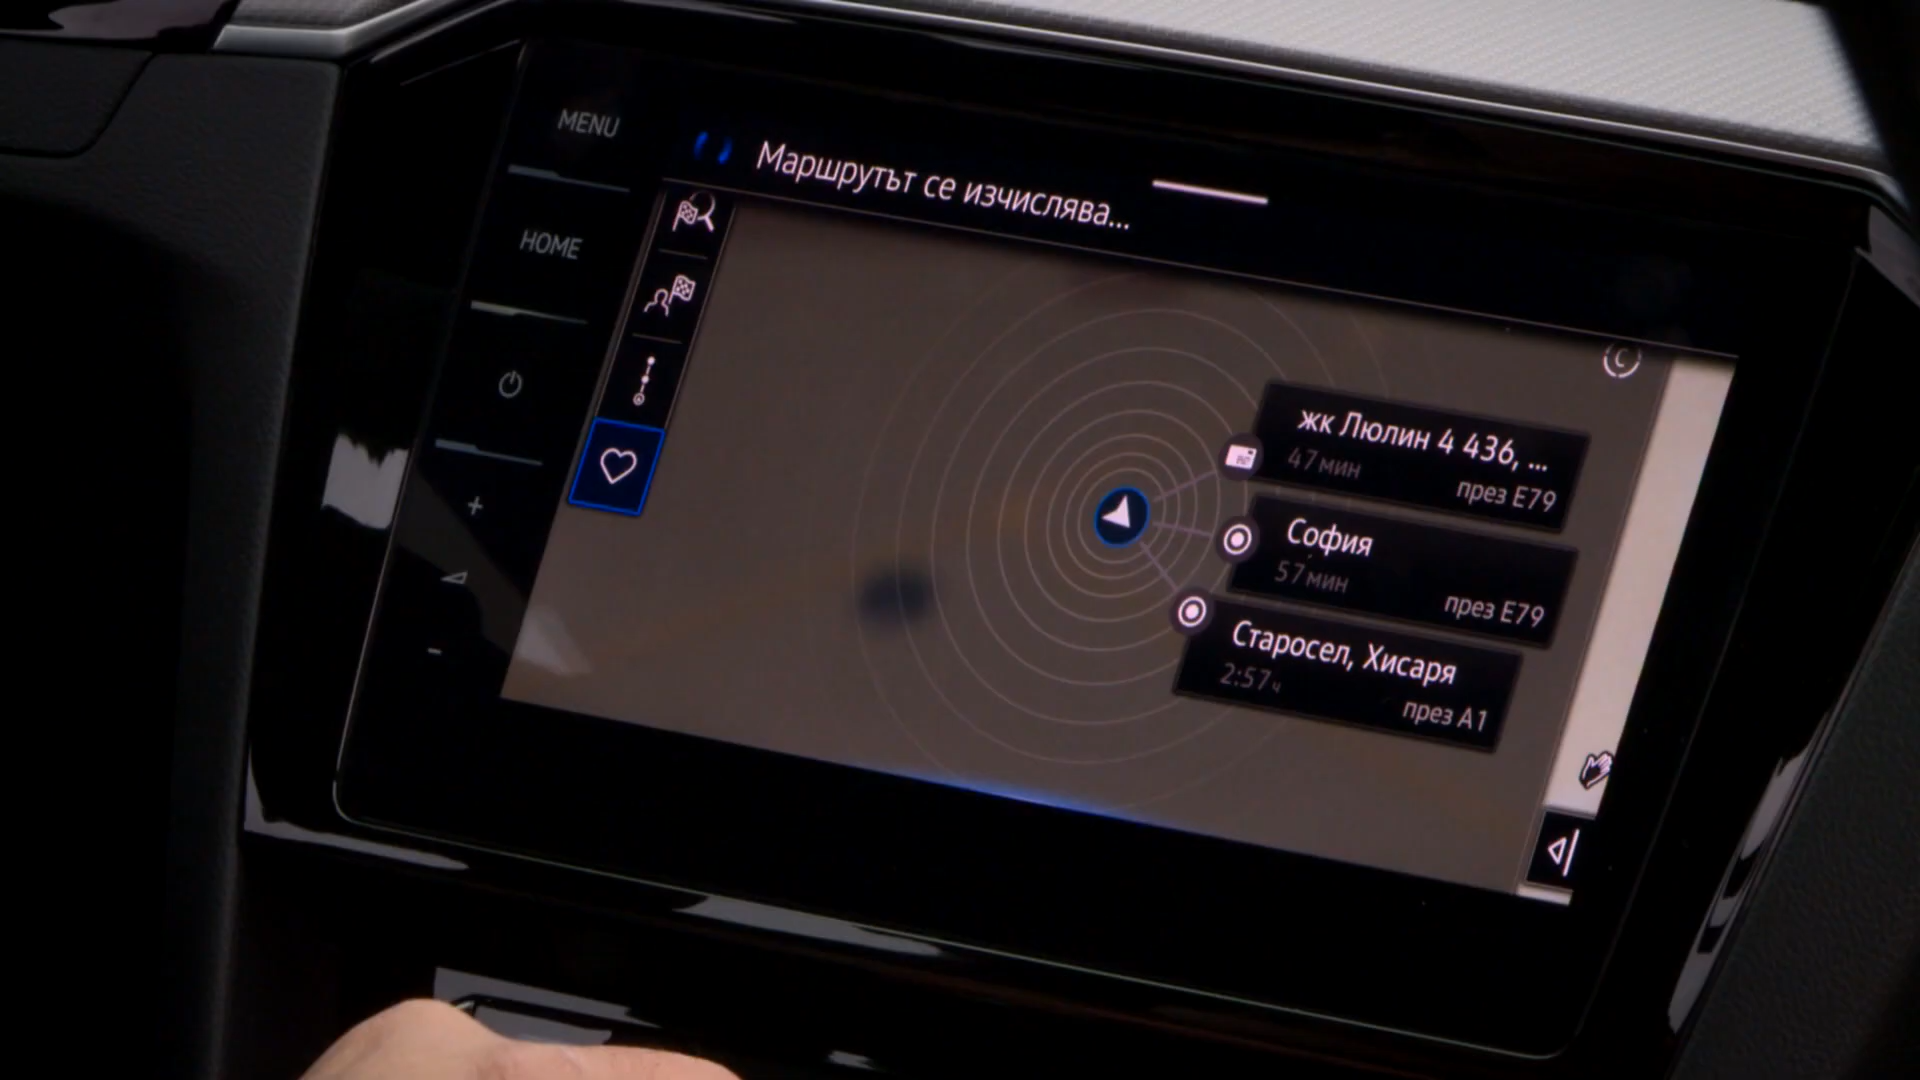 MENU
HOME
Маршрутът се изчислява...
жк Люлин 4 436, ...
47 мин
през E79
София
57 мин
през E79
Старосел, Хисаря
2:57 ч
през A1
C